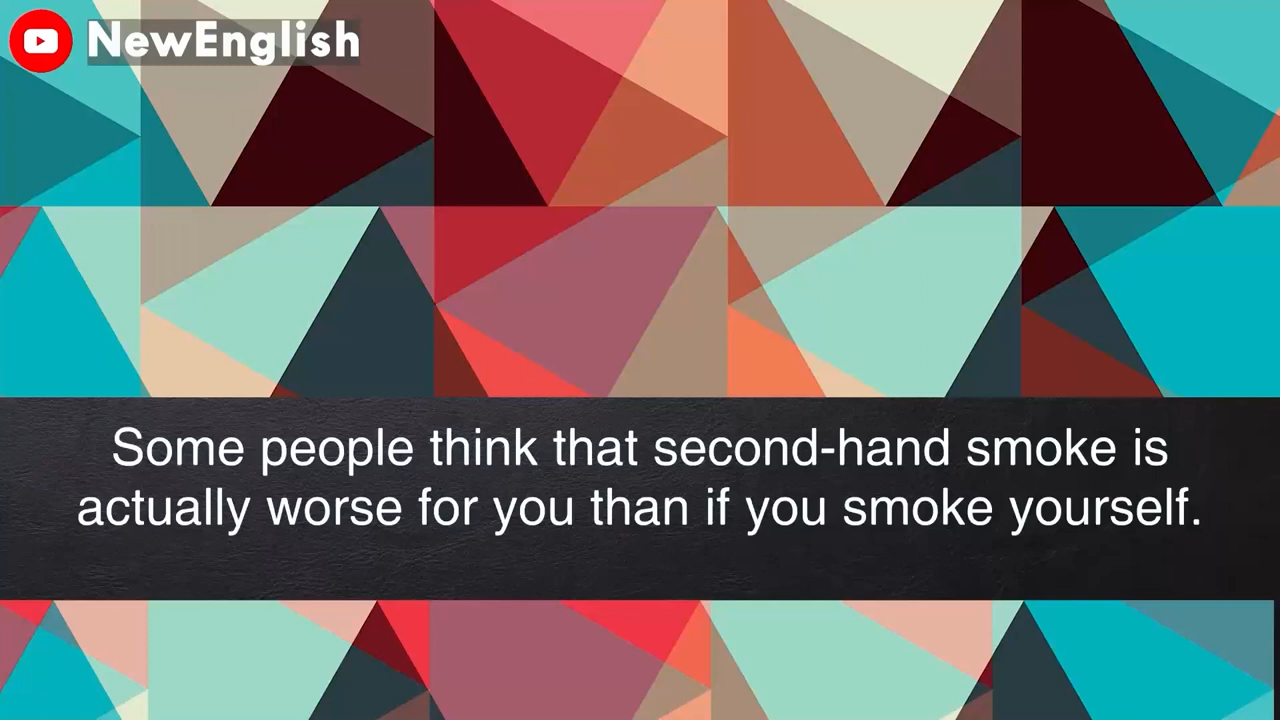 NewEnglish
Some people think that second-hand smoke is
actually worse for you than if you smoke yourself.